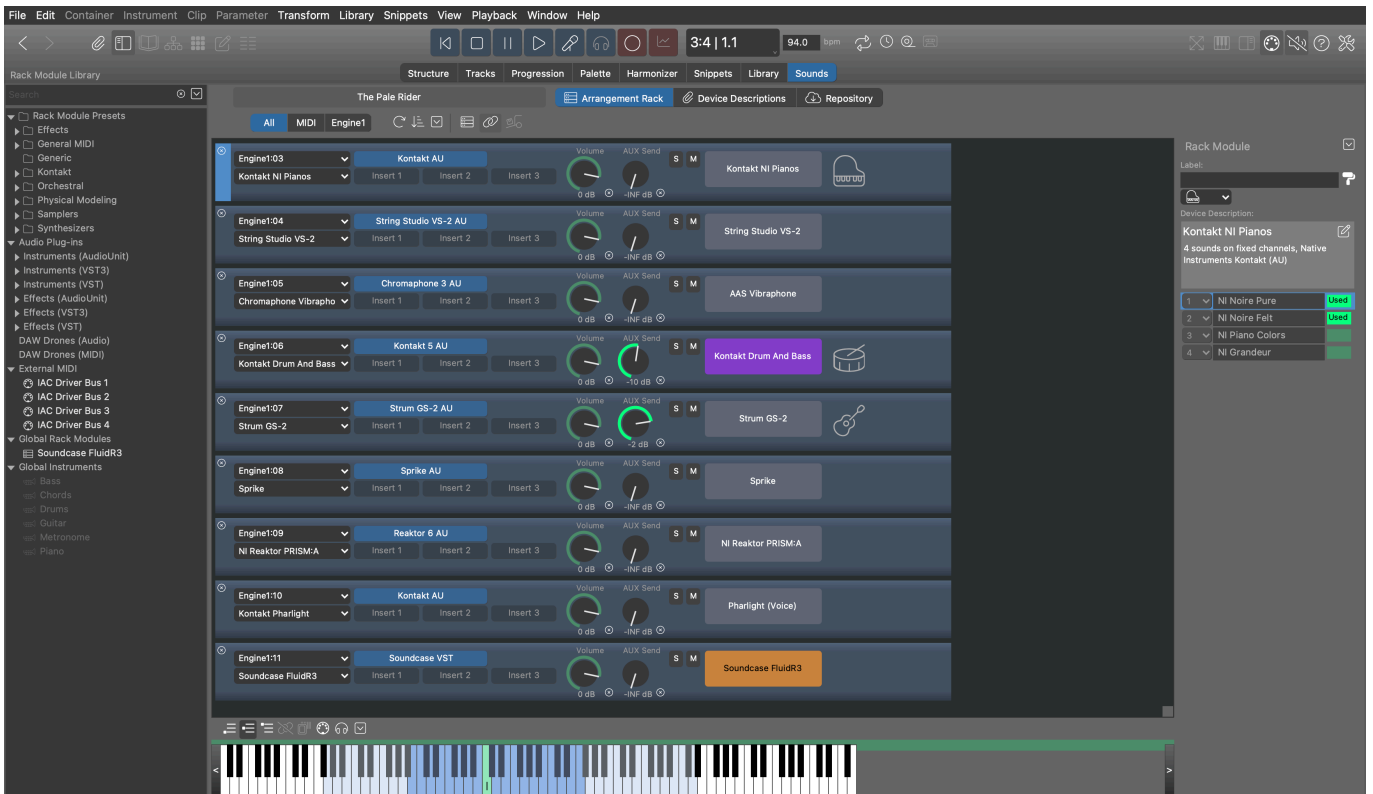 File Edit Container Instrument Clip Parameter Transform Library Snippets View Playback Window Help
3:4 | 1.1 94.0 bpm
Rack Module Library
Structure Tracks Progression Palette Harmonizer Snippets Library Sounds
Search
The Pale Rider
Arrangement Rack Device Descriptions Repository
All MIDI Engine1
Rack Module Presets
Effects
General MIDI
Generic
Kontakt
Orchestral
Physical Modeling
Samplers
Synthesizers
Audio Plug-ins
Instruments (AudioUnit)
Instruments (VST3)
Instruments (VST)
Effects (AudioUnit)
Effects (VST3)
Effects (VST)
DAW Drones (Audio)
DAW Drones (MIDI)
External MIDI
IAC Driver Bus 1
IAC Driver Bus 2
IAC Driver Bus 3
IAC Driver Bus 4
Global Rack Modules
Soundcase FluidR3
Global Instruments
Bass
Chords
Drums
Guitar
Metronome
Piano
Volume AUX Send
Engine1:03 Kontakt AU S M
Kontakt NI Pianos Insert 1 Insert 2 Insert 3 Kontakt NI Pianos
0 dB -INF dB
Volume AUX Send
Engine1:04 String Studio VS-2 AU S M
String Studio VS-2 Insert 1 Insert 2 Insert 3 String Studio VS-2
0 dB -INF dB
Volume AUX Send
Engine1:05 Chromaphone 3 AU S M
Chromaphone Vibrapho Insert 1 Insert 2 Insert 3 AAS Vibraphone
0 dB -INF dB
Volume AUX Send
Engine1:06 Kontakt 5 AU S M
Kontakt Drum And Bass Insert 1 Insert 2 Insert 3 Kontakt Drum And Bass
0 dB -10 dB
Volume AUX Send
Engine1:07 Strum GS-2 AU S M
Strum GS-2 Insert 1 Insert 2 Insert 3 Strum GS-2
0 dB -2 dB
Volume AUX Send
Engine1:08 Sprike AU S M
Sprike Insert 1 Insert 2 Insert 3 Sprike
0 dB -INF dB
Volume AUX Send
Engine1:09 Reaktor 6 AU S M
NI Reaktor PRISM:A Insert 1 Insert 2 Insert 3 NI Reaktor PRISM:A
0 dB -INF dB
Volume AUX Send
Engine1:10 Kontakt AU S M
Kontakt Pharlight Insert 1 Insert 2 Insert 3 Pharlight (Voice)
0 dB -INF dB
Volume AUX Send
Engine1:11 Soundcase VST S M
Soundcase FluidR3 Insert 1 Insert 2 Insert 3 Soundcase FluidR3
0 dB -INF dB
Rack Module
Label:
Device Description:
Kontakt NI Pianos
4 sounds on fixed channels, Native
Instruments Kontakt (AU)
1 NI Noire Pure Used
2 NI Noire Felt Used
3 NI Piano Colors
4 NI Grandeur
< >